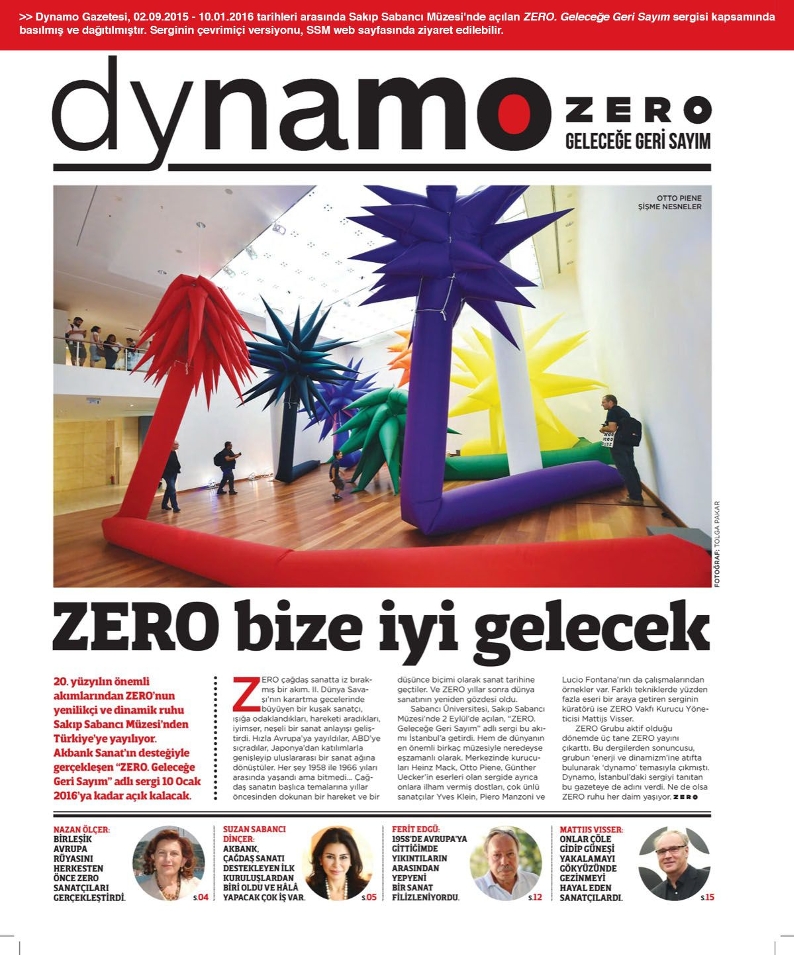 >> Dynamo Gazetesi, 02.09.2015 - 10.01.2016 tarihleri arasında Sakıp Sabancı Müzesi'nde açılan ZERO. Geleceğe Geri Sayım sergisi kapsamında
basılmış ve dağıtılmıştır. Serginin çevrimiçi versiyonu, SSM web sayfasında ziyaret edilebilir.
dynamo
ZERO
GELECEĞE GERİ SAYIM
OTTO PIENE
ŞİŞME NESNELER
FOTOĞRAF: TOLGA PAKAR
ZERO bize iyi gelecek
20. yüzyılın önemli
akımlarından ZERO'nun
yenilikçi ve dinamik ruhu
Sakıp Sabancı Müzesi'nden
Türkiye'ye yayılıyor.
Akbank Sanat'ın desteğiyle
gerçekleşen "ZERO. Geleceğe
Geri Sayım" adlı sergi 10 Ocak
2016'ya kadar açık kalacak.
ZERO çağdaş sanatta iz bırak-
mış bir akım. II. Dünya Sava-
şı'nın karartma gecelerinde
büyüyen bir kuşak sanatçı,
ışığa odaklandıkları, hareketi aradıkları,
iyimser, neşeli bir sanat anlayışı geliş-
tirdi. Hızla Avrupa'ya yayıldılar, ABD'ye
sıçradılar, Japonya'dan katılımlarla
genişleyip uluslararası bir sanat ağına
dönüştüler. Her şey 1958 ile 1966 yılları
arasında yaşandı ama bitmedi... Çağ-
daş sanatın başlıca temalarına yıllar
öncesinden dokunan bir hareket ve bir
düşünce biçimi olarak sanat tarihine
geçtiler. Ve ZERO yıllar sonra dünya
sanatının yeniden gözdesi oldu.
Sabancı Üniversitesi, Sakıp Sabancı
Müzesi'nde 2 Eylül'de açılan, "ZERO.
Geleceğe Geri Sayım" adlı sergi bu akı-
mı İstanbul'a getirdi. Hem de dünyanın
en önemli birkaç müzesiyle neredeyse
eşzamanlı olarak. Merkezinde kurucu-
ları Heinz Mack, Otto Piene, Günther
Uecker'in eserleri olan sergide ayrıca
onlara ilham vermiş dostları, çok ünlü
sanatçılar Yves Klein, Piero Manzoni ve
Lucio Fontana'nın da çalışmalarından
örnekler var. Farklı tekniklerde yüzden
fazla eseri bir araya getiren serginin
küratörü ise ZERO Vakfı Kurucu Yöne-
ticisi Mattijs Visser.
ZERO Grubu aktif olduğu
dönemde üç tane ZERO yayını
çıkarttı. Bu dergilerden sonuncusu,
grubun 'enerji ve dinamizm'ine atıfta
bulunarak 'dynamo' temasıyla çıkmıştı.
Dynamo, İstanbul'daki sergiyi tanıtan
bu gazeteye de adını verdi. Ne de olsa
ZERO ruhu her daim yaşıyor. ZERO
NAZAN ÖLÇER:
BİRLEŞİK
AVRUPA
RÜYASINI
HERKESTEN
ÖNCE ZERO
SANATÇILARI
GERÇEKLEŞTİRDİ.
s.04
SUZAN SABANCI
DİNÇER:
AKBANK,
ÇAĞDAŞ SANATI
DESTEKLEYEN İLK
KURULUŞLARDAN
BİRİ OLDU VE HÂLÂ
YAPACAK ÇOK İŞ VAR.
s.05
FERİT EDGÜ:
1958'DE AVRUPA'YA
GİTTİĞİMDE
YIKINTILARIN
ARASINDAN
YEPYENİ
BİR SANAT
FİLİZLENİYORDU.
s.12
MATTIJS VISSER:
ONLAR ÇÖLE
GİDİP GÜNEŞİ
YAKALAMAYI
GÖKYÜZÜNDE
GEZİNMEYİ
HAYAL EDEN
SANATÇILARDI.
s.15